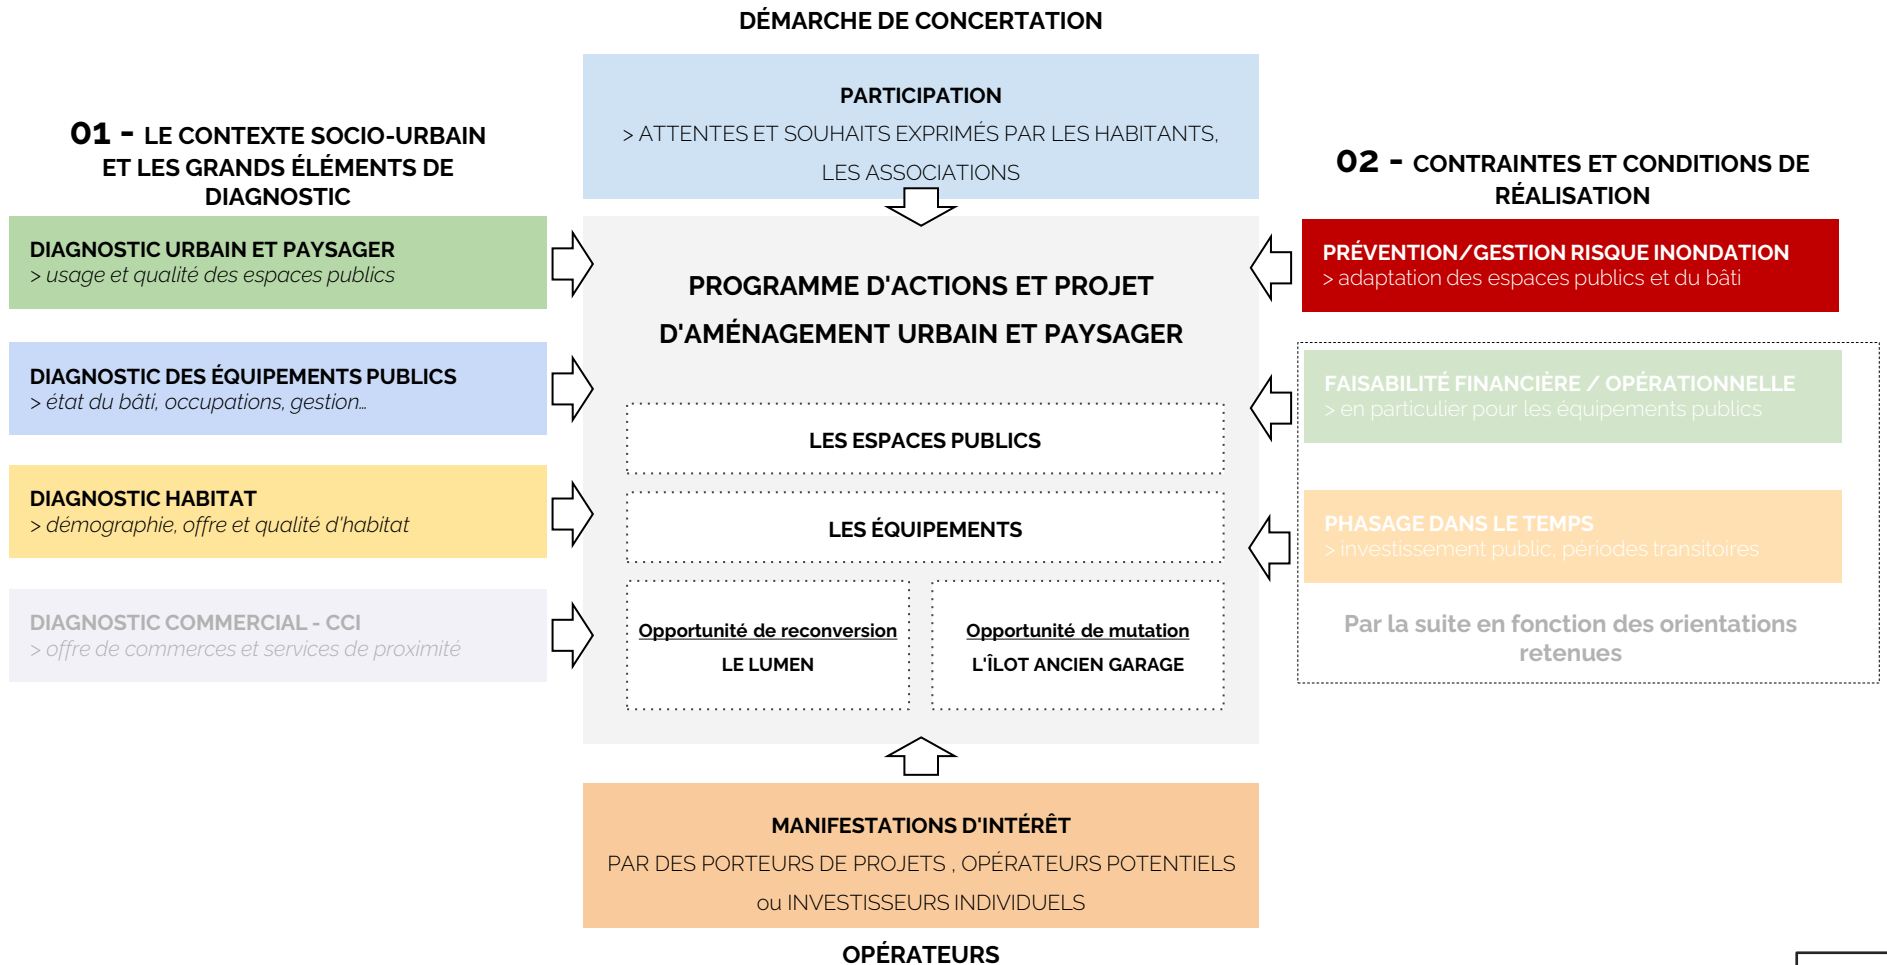 DÉMARCHE DE CONCERTATION
PARTICIPATION
> ATTENTES ET SOUHAITS EXPRIMÉS PAR LES HABITANTS,
LES ASSOCIATIONS
01 - LE CONTEXTE SOCIO-URBAIN
ET LES GRANDS ÉLÉMENTS DE
DIAGNOSTIC
DIAGNOSTIC URBAIN ET PAYSAGER
> usage et qualité des espaces publics
DIAGNOSTIC DES ÉQUIPEMENTS PUBLICS
> état du bâti, occupations, gestion...
DIAGNOSTIC HABITAT
> démographie, offre et qualité d'habitat
DIAGNOSTIC COMMERCIAL - CCI
> offre de commerces et services de proximité
PROGRAMME D'ACTIONS ET PROJET
D'AMÉNAGEMENT URBAIN ET PAYSAGER
LES ESPACES PUBLICS
LES ÉQUIPEMENTS
Opportunité de reconversion
LE LUMEN
Opportunité de mutation
L'ÎLOT ANCIEN GARAGE
02 - CONTRAINTES ET CONDITIONS DE
RÉALISATION
PRÉVENTION/GESTION RISQUE INONDATION
> adaptation des espaces publics et du bâti
FAISABILITÉ FINANCIÈRE / OPÉRATIONNELLE
> en particulier pour les équipements publics
PHASAGE DANS LE TEMPS
> investissement public, périodes transitoires
Par la suite en fonction des orientations
retenues
MANIFESTATIONS D'INTÉRÊT
PAR DES PORTEURS DE PROJETS , OPÉRATEURS POTENTIELS
ou INVESTISSEURS INDIVIDUELS
OPÉRATEURS